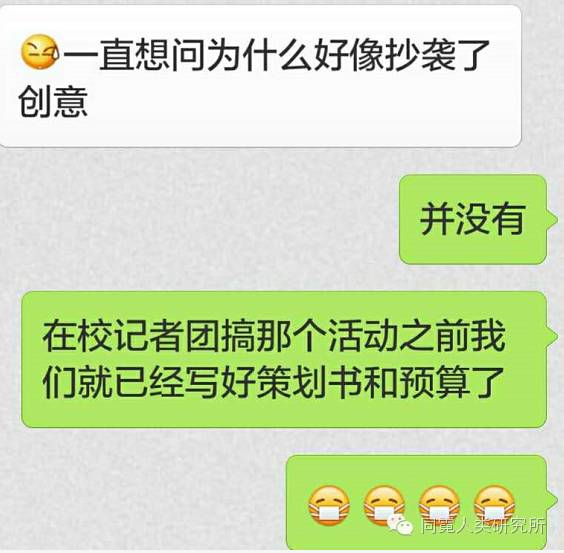 一直想问为什么好像抄袭了
创意
并没有
在校记者团搞那个活动之前我
们就已经写好策划书和预算了
同霓人类研究所